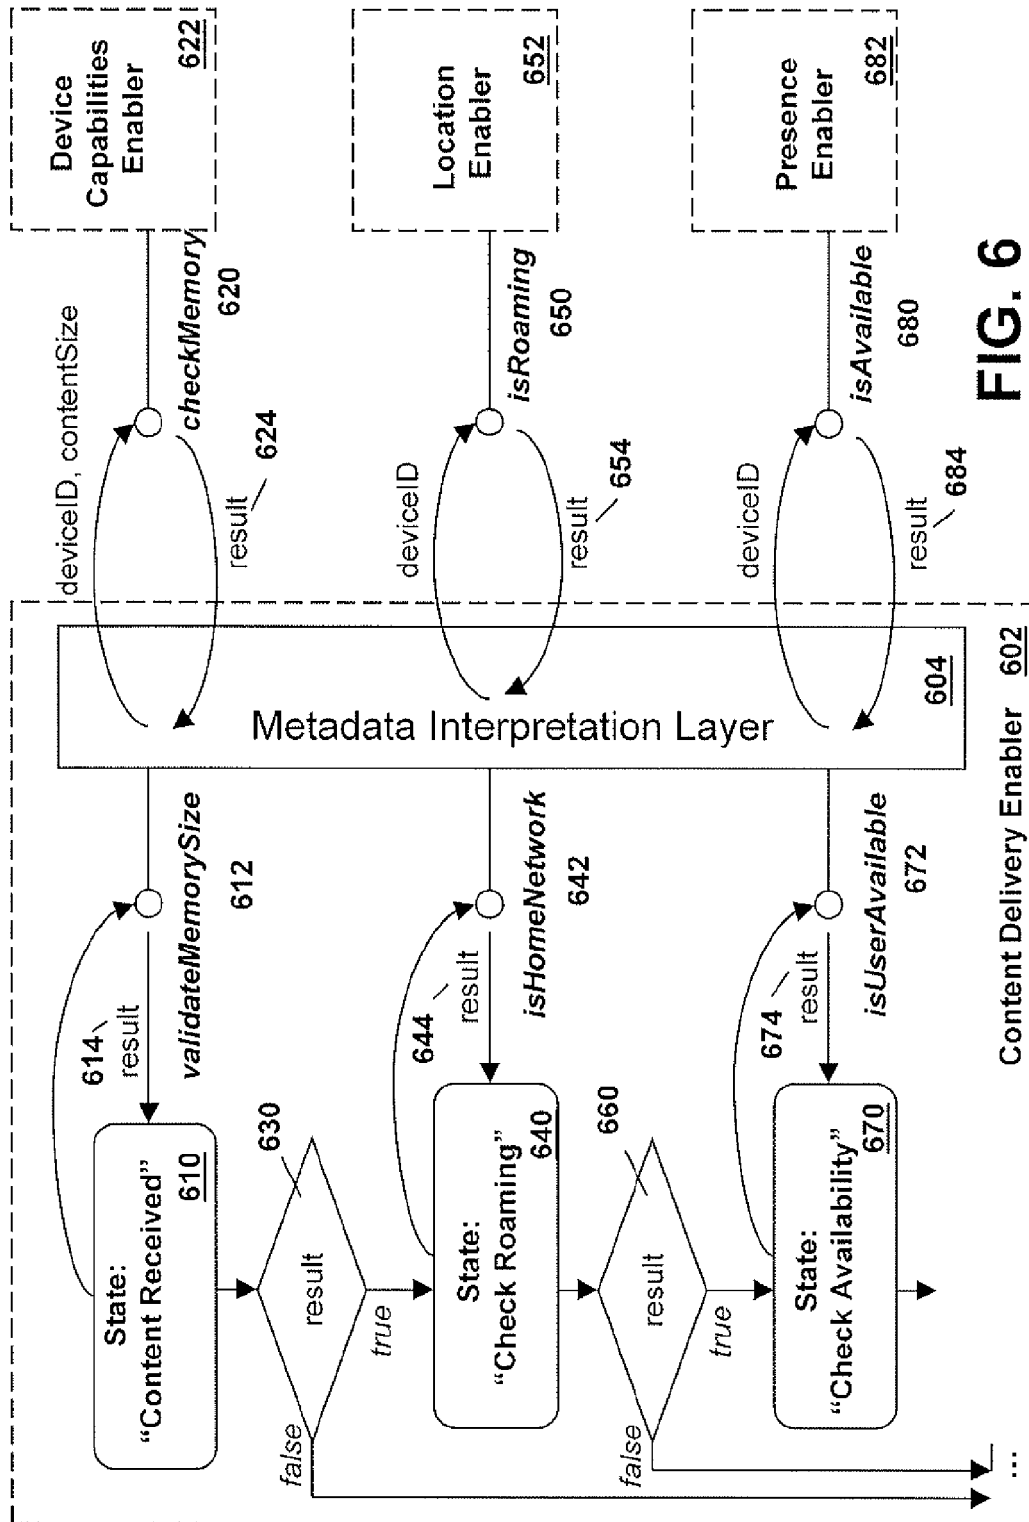 State:
“Content Received”
610
614
result
validateMemorySize
612
deviceID, contentSize
result
624
checkMemory
620
Device
Capabilities
Enabler
622
630
result
false
true
State:
“Check Roaming”
640
644
result
isHomeNetwork
642
deviceID
result
654
isRoaming
650
Location
Enabler
652
660
result
false
true
State:
“Check Availability”
670
674
result
isUserAvailable
672
deviceID
result
684
isAvailable
680
Presence
Enabler
682
Metadata Interpretation Layer
604
...
Content Delivery Enabler 602
FIG. 6